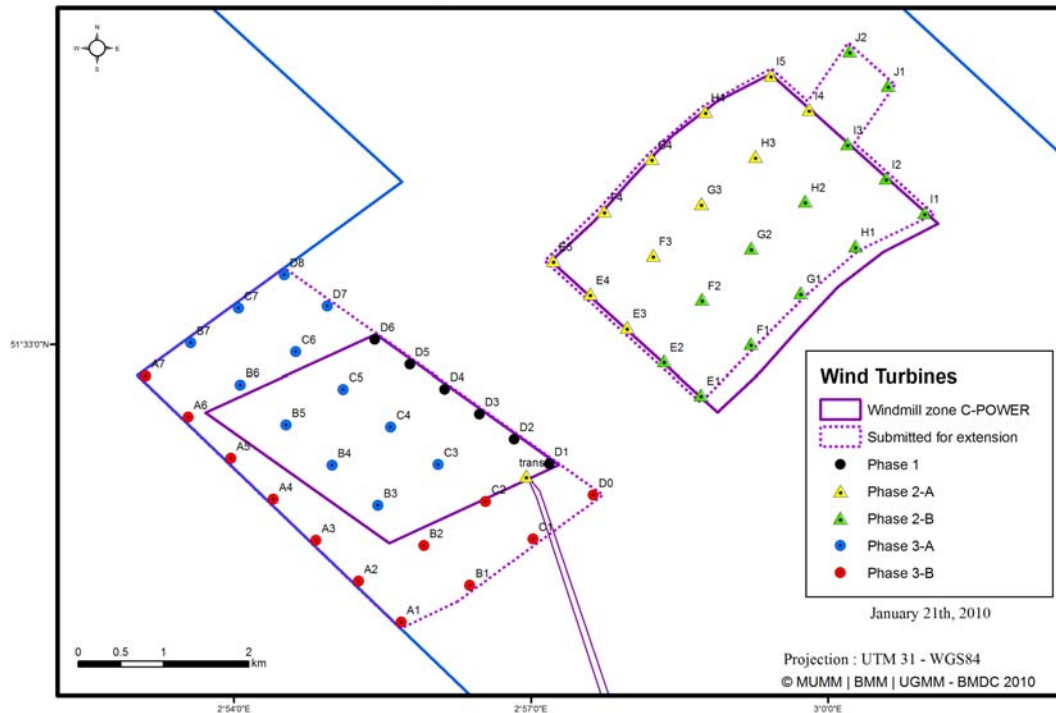 N
W E
S
J2
J1
I5
I4
H4
I3
H3
G4
I2
H2
G3
I1
F4
H1
G2
F3
E5
G1
E4
F2
E3
F1
E2
E1
D8
D7
C7
D6
B7
C6
D5
A7
B6
C5
D4
A6
B5
C4
D3
D2
A5
B4
C3
D1
transf
A4
B3
C2
D0
A3
B2
C1
A2
B1
A1
51°33'0"N
Wind Turbines
Windmill zone C-POWER
Submitted for extension
Phase 1
Phase 2-A
Phase 2-B
Phase 3-A
Phase 3-B
January 21th, 2010
Projection : UTM 31 - WGS84
© MUMM | BMM | UGMM - BMDC 2010
0 0.5 1 2
km
2°54'0"E 2°57'0"E 3°0'0"E